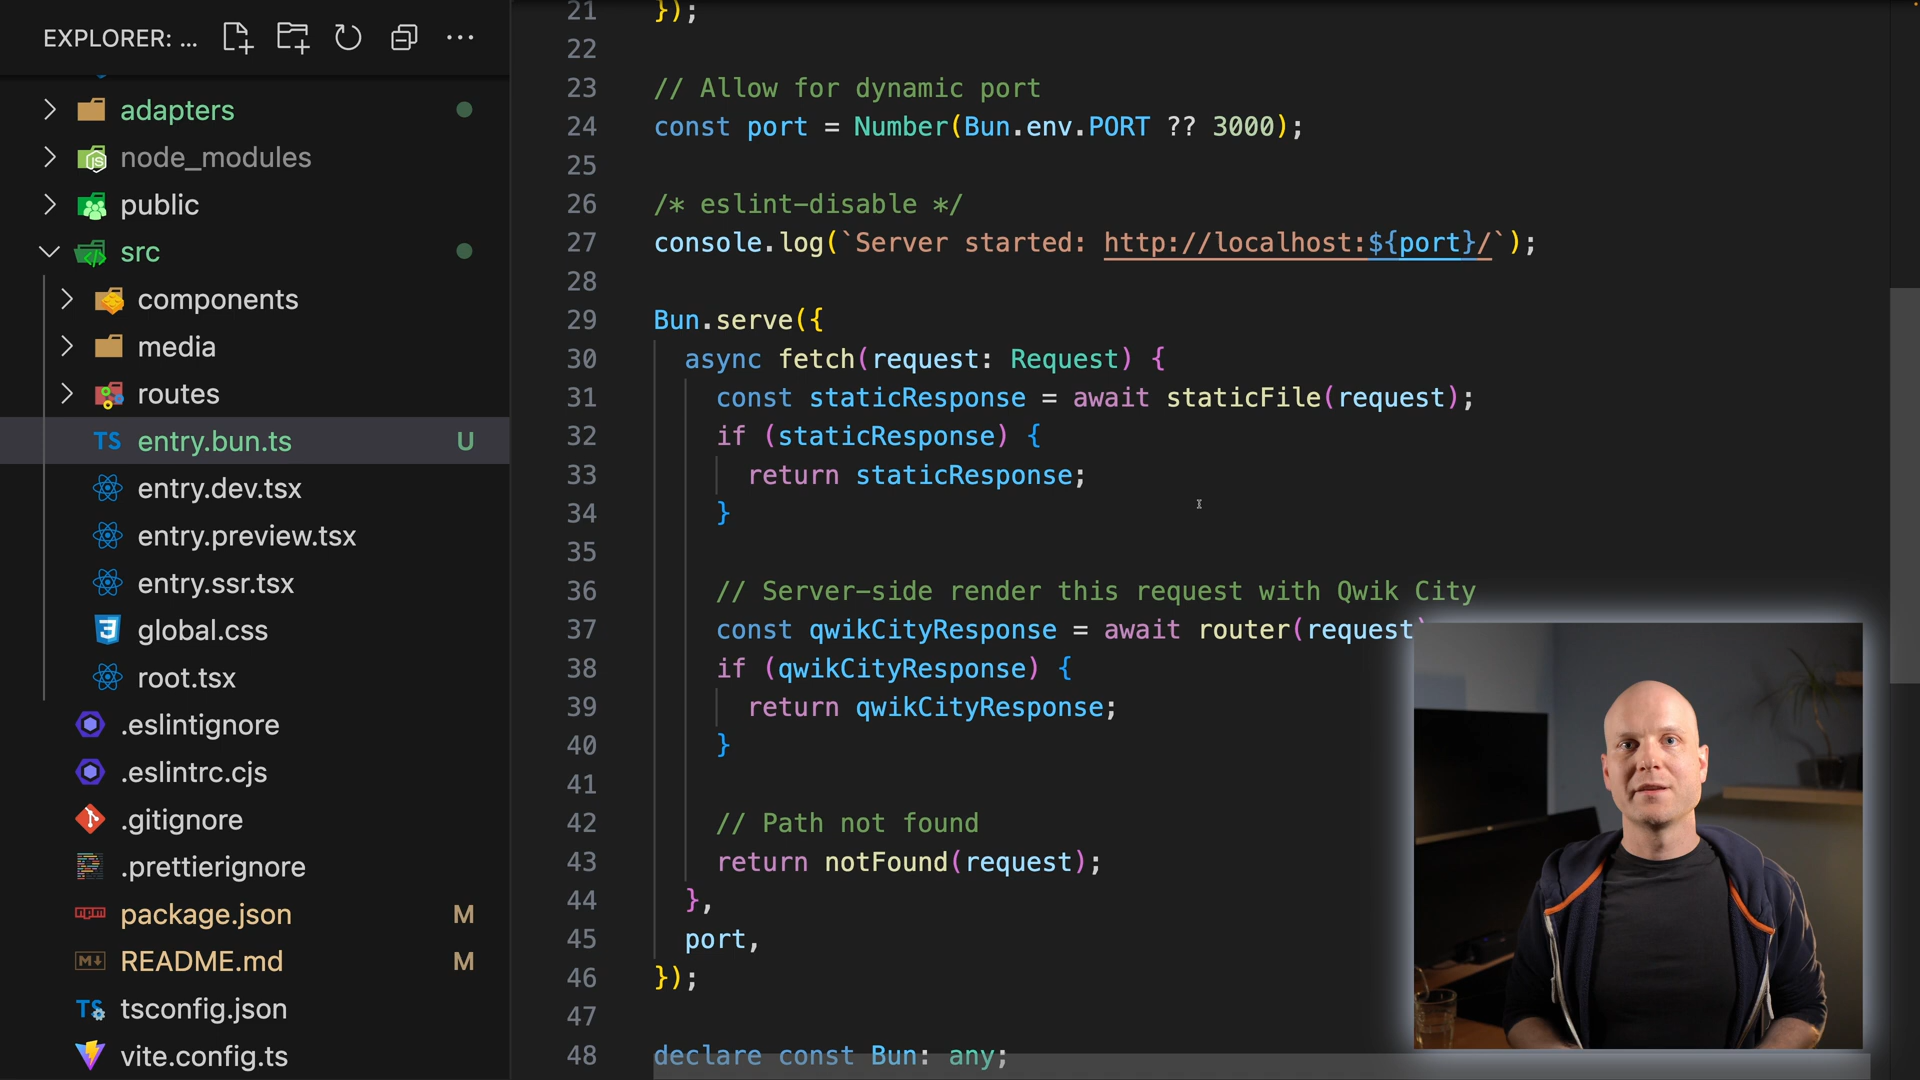 EXPLORER: ...
adapters
node_modules
public
src
components
media
routes
TS entry.bun.ts U
entry.dev.tsx
entry.preview.tsx
entry.ssr.tsx
global.css
root.tsx
.eslintignore
.eslintrc.cjs
.gitignore
.prettierignore
package.json M
README.md M
tsconfig.json
vite.config.ts
21 });
22
23 // Allow for dynamic port
24 const port = Number(Bun.env.PORT ?? 3000);
25
26 /* eslint-disable */
27 console.log(`Server started: http://localhost:${port}/`);
28
29 Bun.serve({
30 async fetch(request: Request) {
31 const staticResponse = await staticFile(request);
32 if (staticResponse) {
33 return staticResponse;
34 }
35
36 // Server-side render this request with Qwik City
37 const qwikCityResponse = await router(request)
38 if (qwikCityResponse) {
39 return qwikCityResponse;
40 }
41
42 // Path not found
43 return notFound(request);
44 },
45 port,
46 });
47
48 declare const Bun: any;